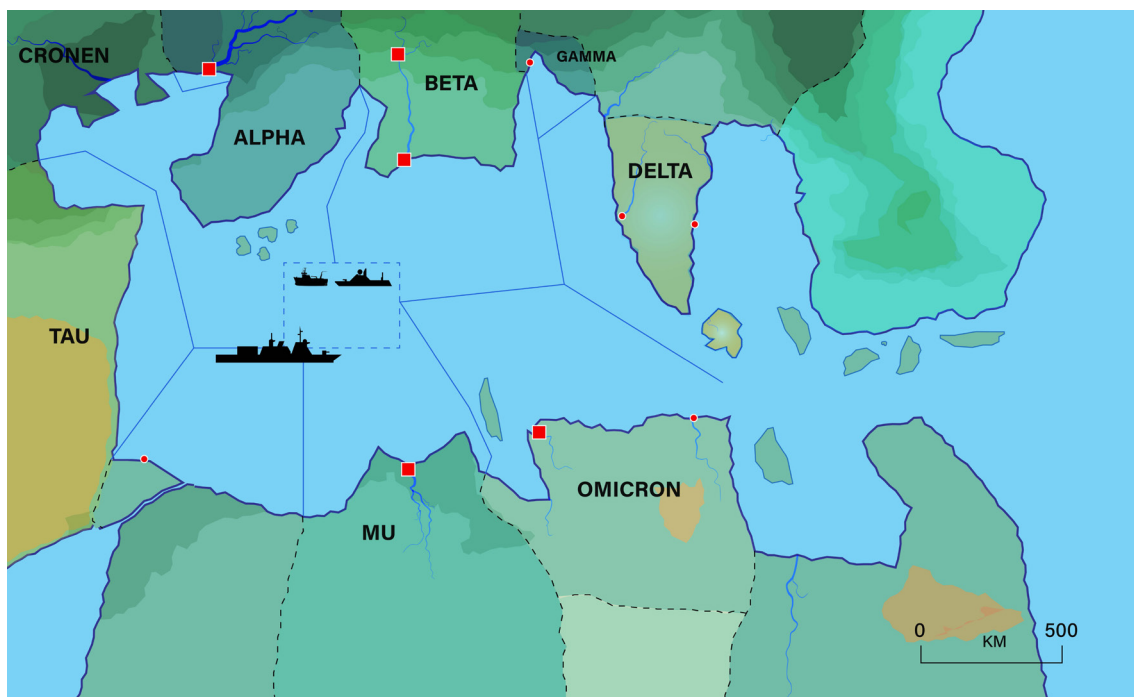 CRONEN
GAMMA
BETA
ALPHA
DELTA
TAU
OMICRON
MU
0 500
KM